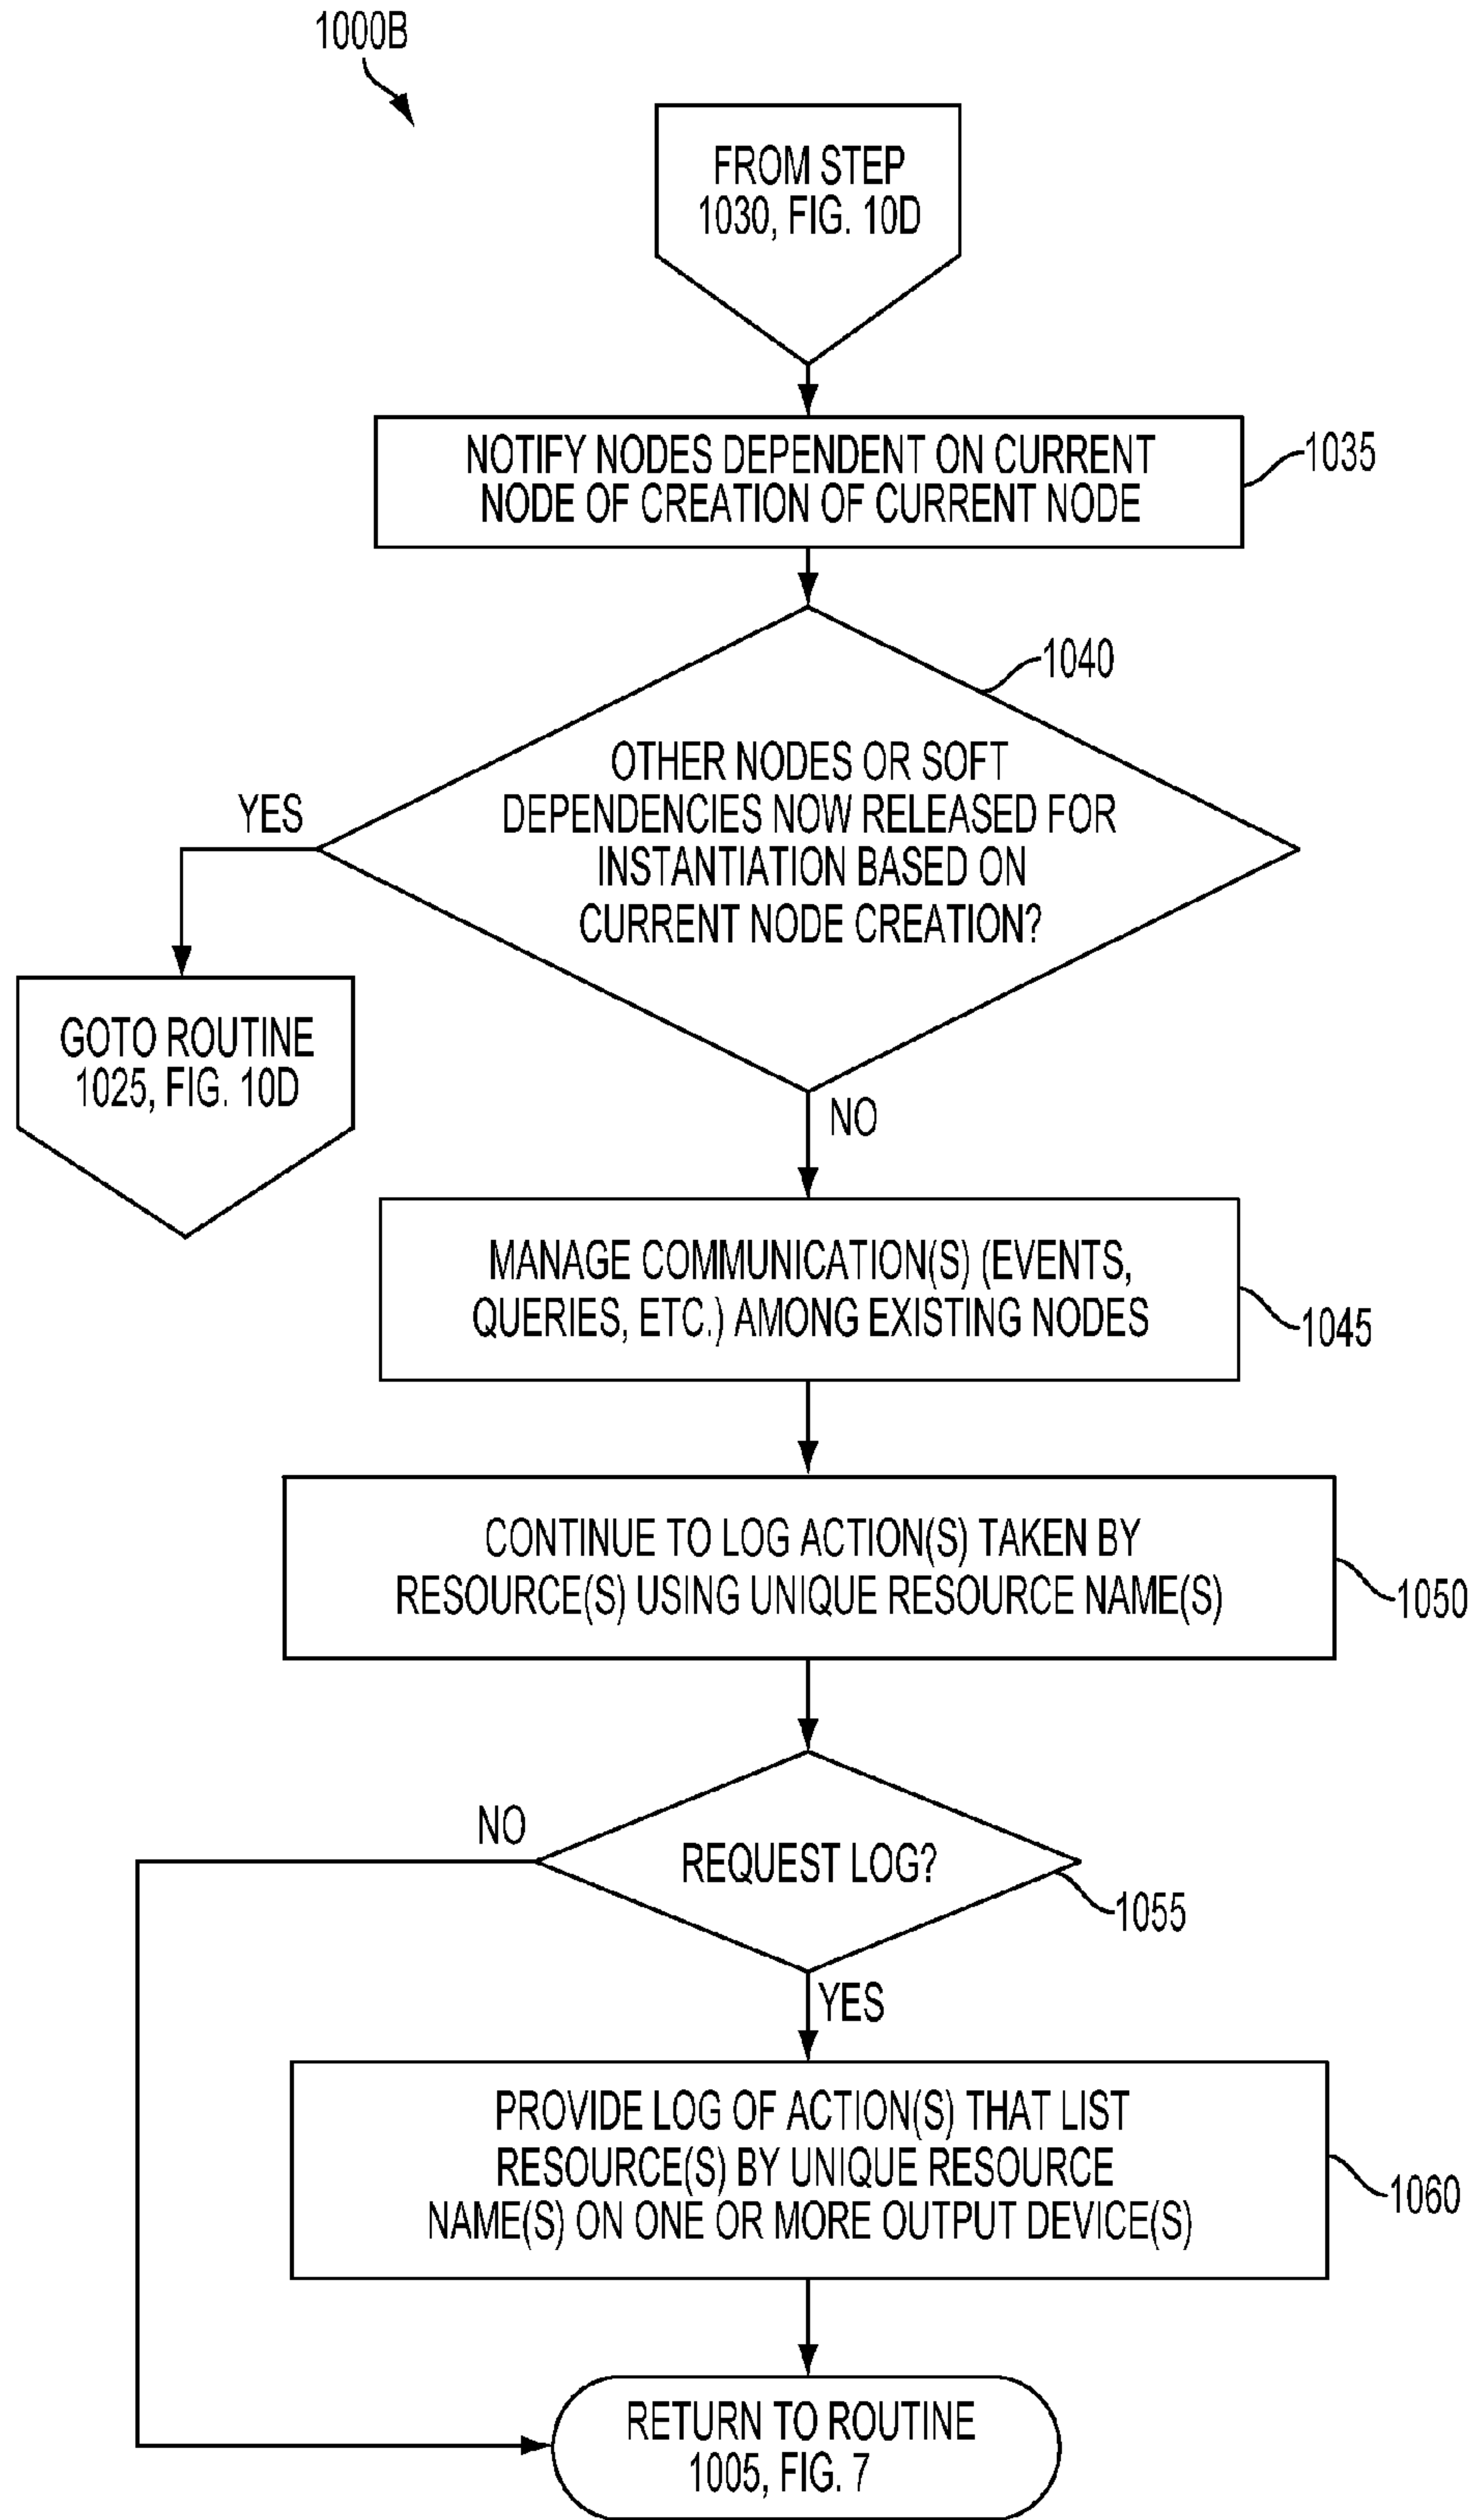 1000B
FROM STEP
1030, FIG. 10D
NOTIFY NODES DEPENDENT ON CURRENT
NODE OF CREATION OF CURRENT NODE
1035
1040
OTHER NODES OR SOFT
DEPENDENCIES NOW RELEASED FOR
INSTANTIATION BASED ON
CURRENT NODE CREATION?
YES
GOTO ROUTINE
1025, FIG. 10D
NO
MANAGE COMMUNICATION(S) (EVENTS,
QUERIES, ETC.) AMONG EXISTING NODES
1045
CONTINUE TO LOG ACTION(S) TAKEN BY
RESOURCE(S) USING UNIQUE RESOURCE NAME(S)
1050
NO
REQUEST LOG?
1055
YES
PROVIDE LOG OF ACTION(S) THAT LIST
RESOURCE(S) BY UNIQUE RESOURCE
NAME(S) ON ONE OR MORE OUTPUT DEVICE(S)
1060
RETURN TO ROUTINE
1005, FIG. 7